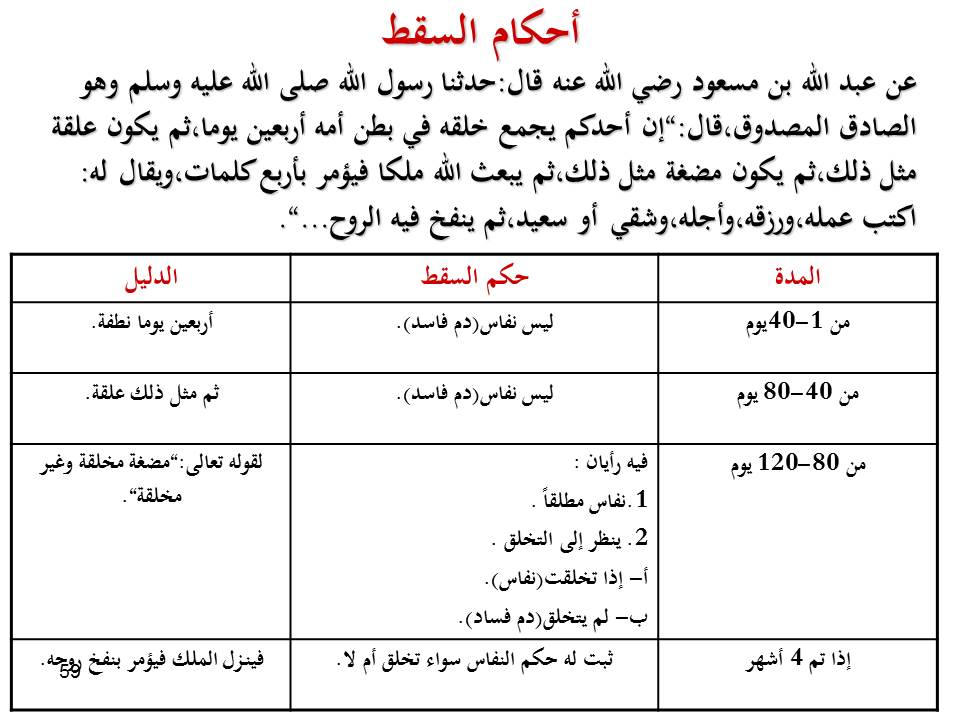 أحكام السقط
عن عبد الله بن مسعود رضي الله عنه قال:حدثنا رسول الله صلى الله عليه وسلم وهو
الصادق المصدوق،قال:“إن أحدكم يجمع خلقه في بطن أمه أربعين يوما،ثم يكون علقة
مثل ذلك،ثم يكون مضغة مثل ذلك،ثم يبعث الله ملكا فيؤمر بأربع كلمات،ويقال له:
اكتب عمله،ورزقه،وأجله،وشقي أو سعيد،ثم ينفخ فيه الروح...“.
المدة
حكم السقط
الدليل
من 1–40يوم
ليس نفاس(دم فاسد).
أربعين يوما نطفة.
من 40–80 يوم
ليس نفاس(دم فاسد).
ثم مثل ذلك علقة.
من 80–120 يوم
فيه رأيان :
1.نفاس مطلقاً .
2. ينظر إلى التخلق .
أ– إذا تخلقت(نفاس).
ب– لم يتخلق(دم فساد).
لقوله تعالى:“مضغة مخلقة وغير
مخلقة“.
إذا تم 4 أشهر
ثبت له حكم النفاس سواء تخلق أم لا.
فينزل الملك فيؤمر بنفخ روحه.
59